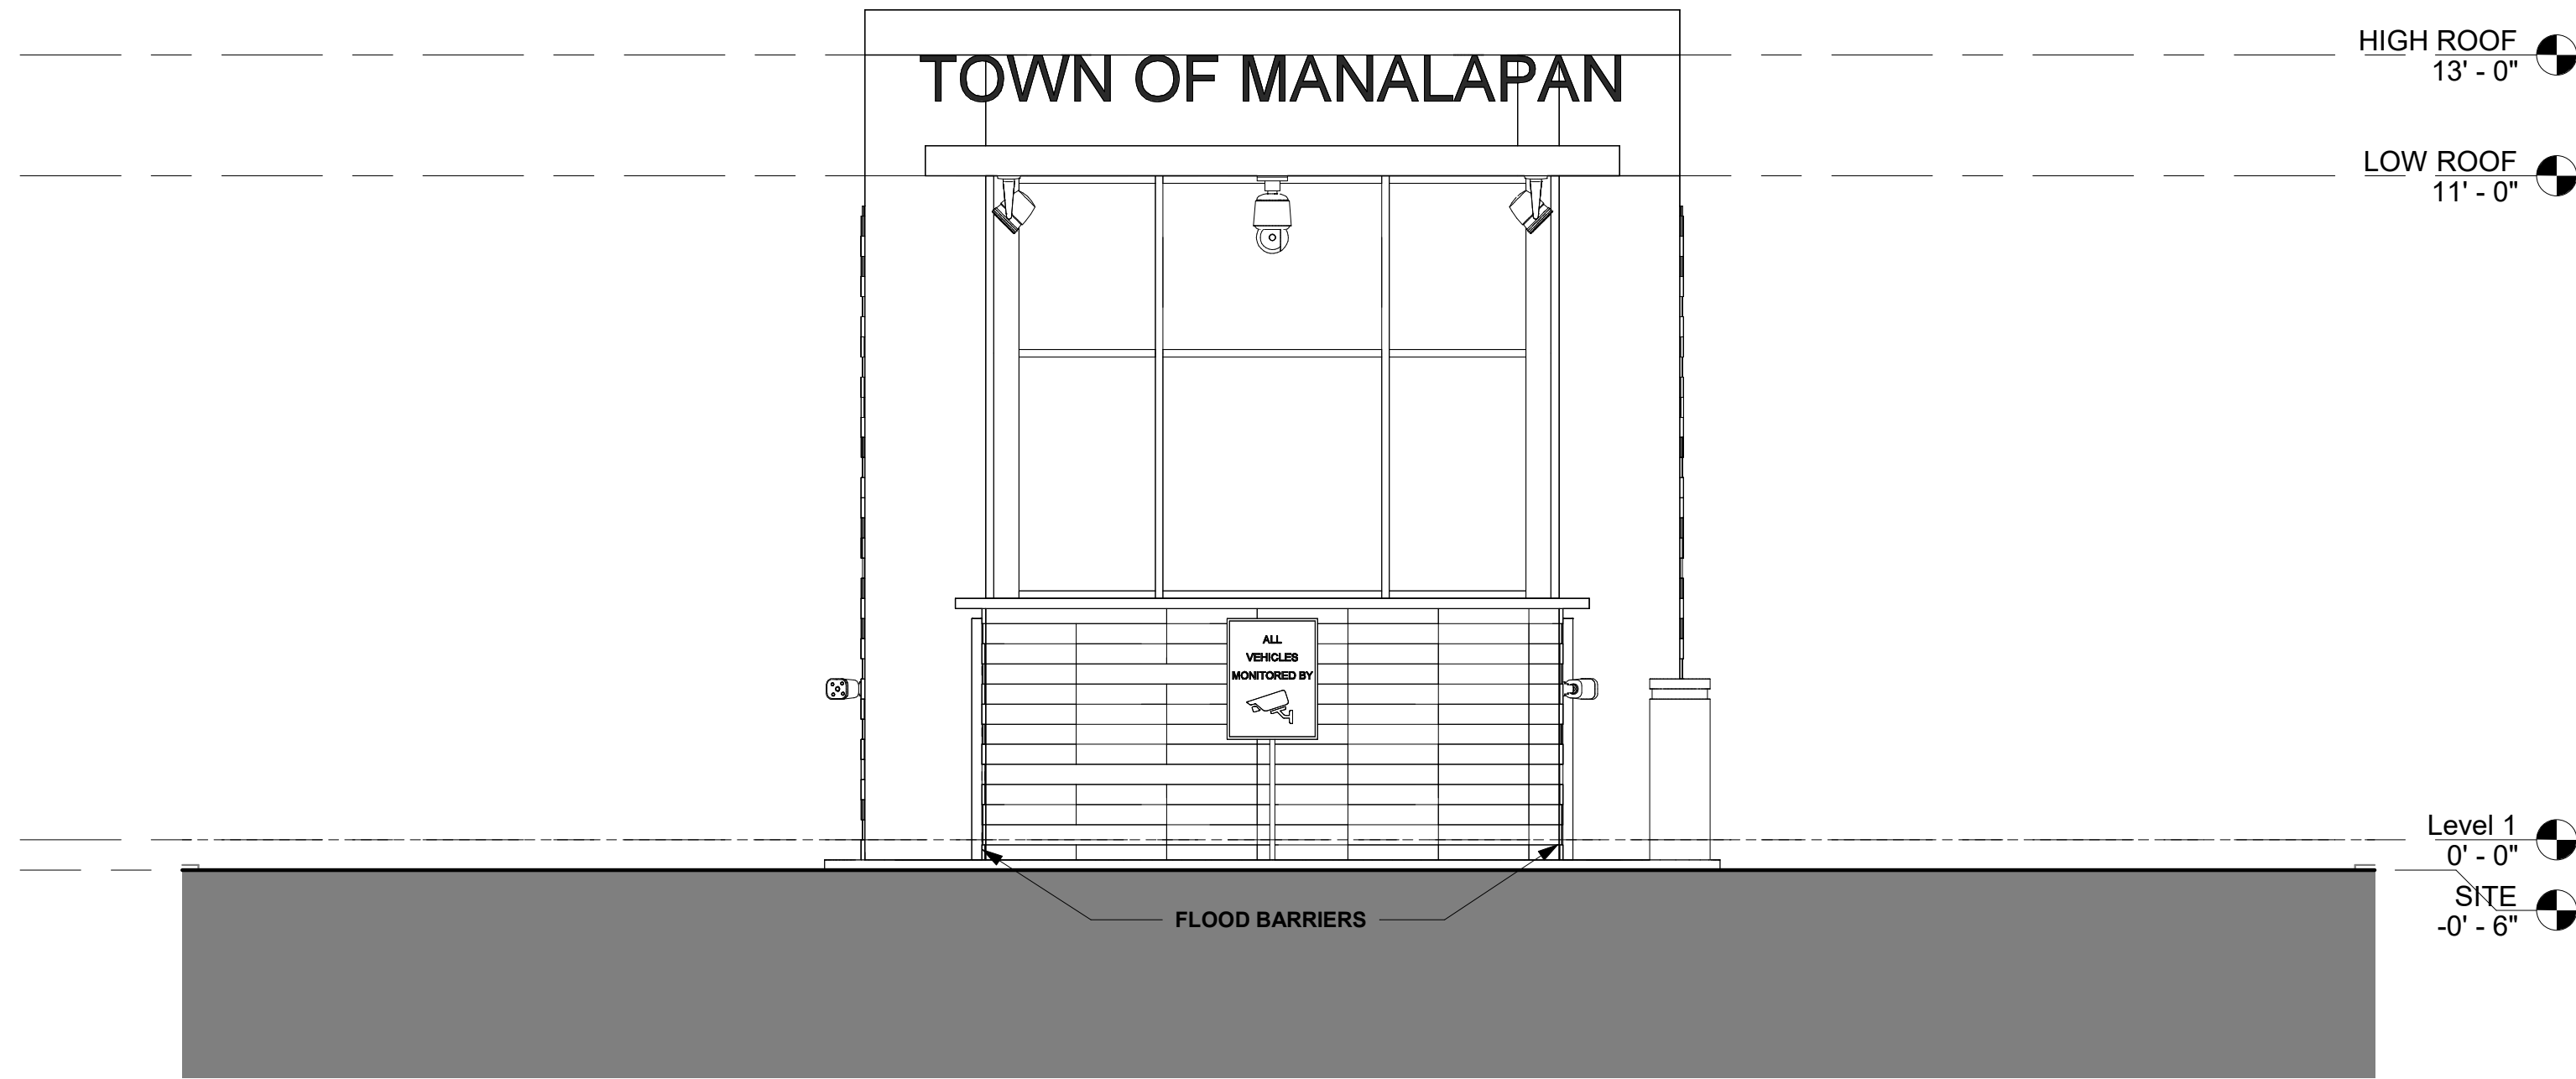 TOWN OF MANALAPAN
HIGH ROOF
13' - 0"
LOW ROOF
11' - 0"
ALL
VEHICLES
MONITORED BY
Level 1
0' - 0"
SITE
-0' - 6"
FLOOD BARRIERS